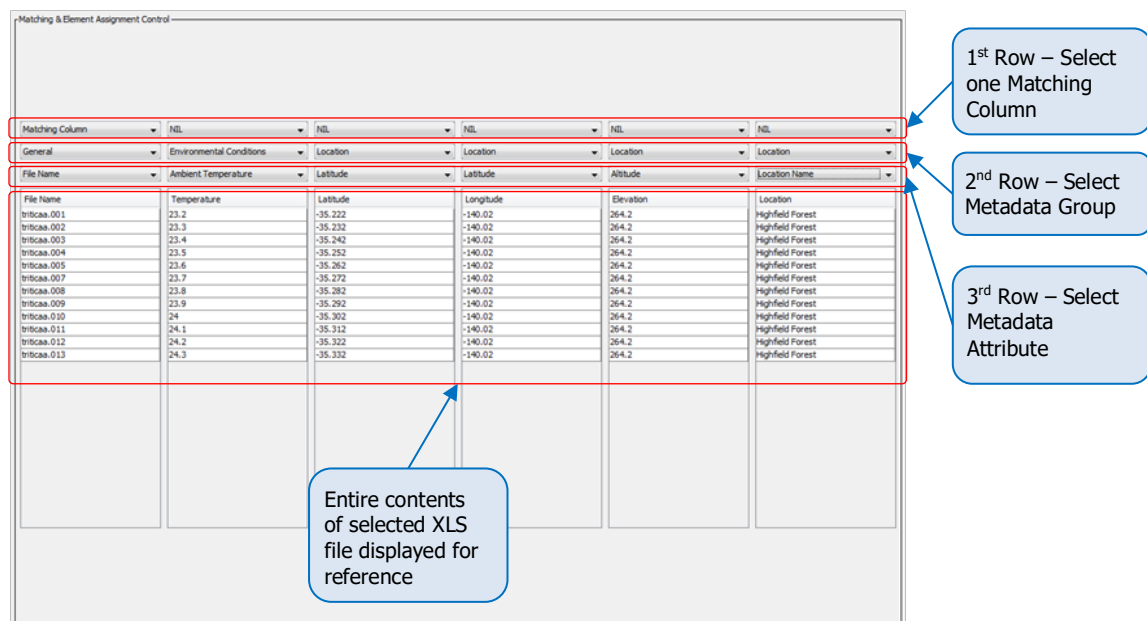 Matching & Element Assignment Control
1st Row – Select
one Matching
Column
Matching Column NIL NIL NIL NIL NIL
General Environmental Conditions Location Location Location Location
2nd Row – Select
Metadata Group
File Name Ambient Temperature Latitude Latitude Altitude Location Name
3rd Row – Select
Metadata
Attribute
File Name Temperature Latitude Longitude Elevation Location
triticaa.001 23.2 -35.222 -140.02 264.2 Highfield Forest
triticaa.002 23.3 -35.232 -140.02 264.2 Highfield Forest
triticaa.003 23.4 -35.242 -140.02 264.2 Highfield Forest
triticaa.004 23.5 -35.252 -140.02 264.2 Highfield Forest
triticaa.005 23.6 -35.262 -140.02 264.2 Highfield Forest
triticaa.007 23.7 -35.272 -140.02 264.2 Highfield Forest
triticaa.008 23.8 -35.282 -140.02 264.2 Highfield Forest
triticaa.009 23.9 -35.292 -140.02 264.2 Highfield Forest
triticaa.010 24 -35.302 -140.02 264.2 Highfield Forest
triticaa.011 24.1 -35.312 -140.02 264.2 Highfield Forest
triticaa.012 24.2 -35.322 -140.02 264.2 Highfield Forest
triticaa.013 24.3 -35.332 -140.02 264.2 Highfield Forest
Entire contents
of selected XLS
file displayed for
reference